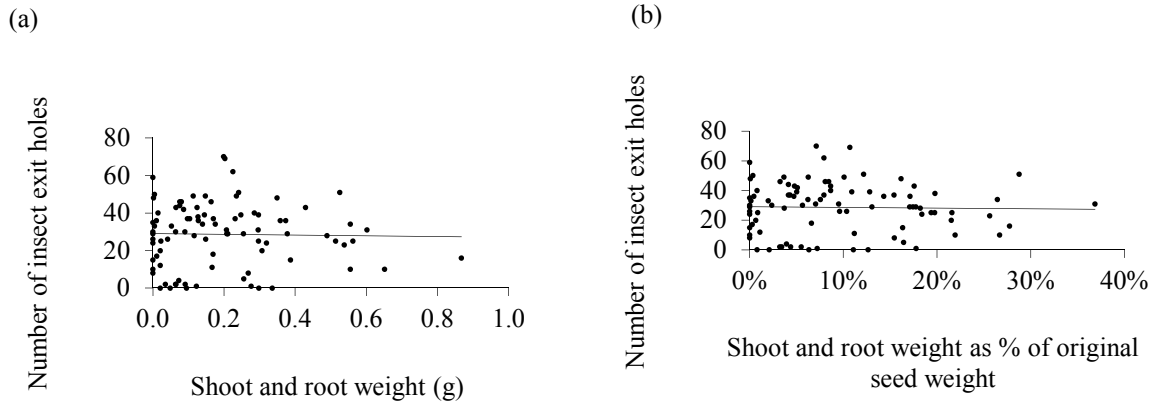 (a)
Number of insect exit holes
80
60
40
20
0
0.0 0.2 0.4 0.6 0.8 1.0
Shoot and root weight (g)
(b)
Number of insect exit holes
80
60
40
20
0
0% 10% 20% 30% 40%
Shoot and root weight as % of original
seed weight